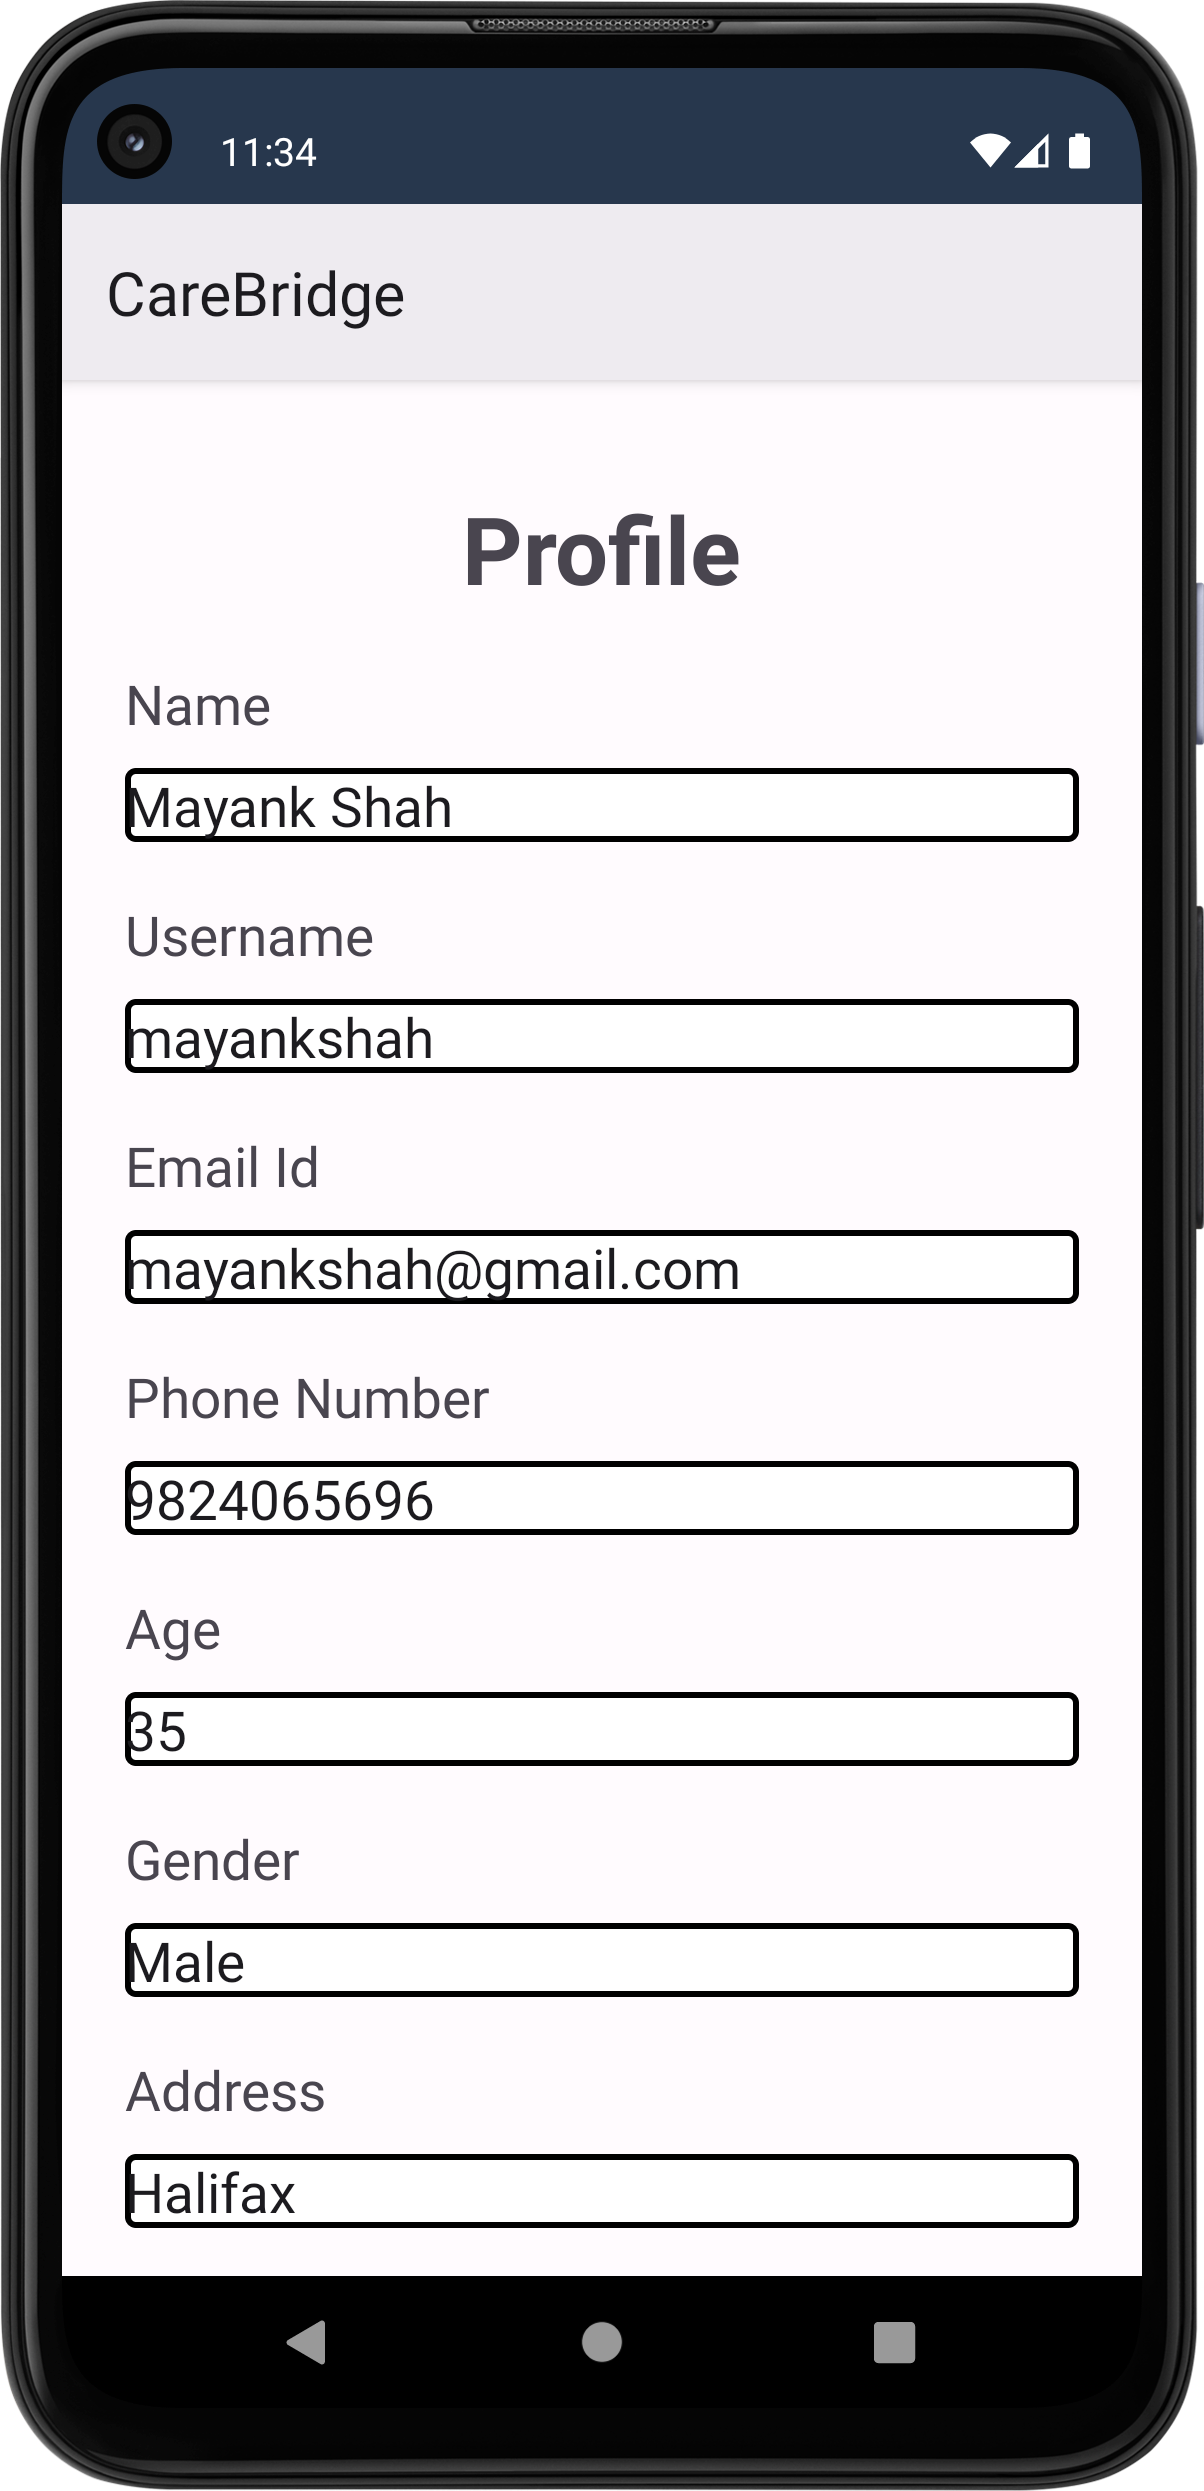 11:34
CareBridge
Profile
Name
Mayank Shah
Username
mayankshah
Email Id
mayankshah@gmail.com
Phone Number
9824065696
Age
35
Gender
Male
Address
Halifax